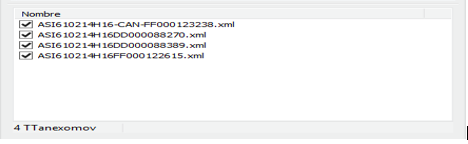 Nombre
ASI610214H16-CAN-FF000123238.xml
ASI610214H16DD000088270.xml
ASI610214H16DD000088389.xml
ASI610214H16FF000122615.xml
4 TTanexomov